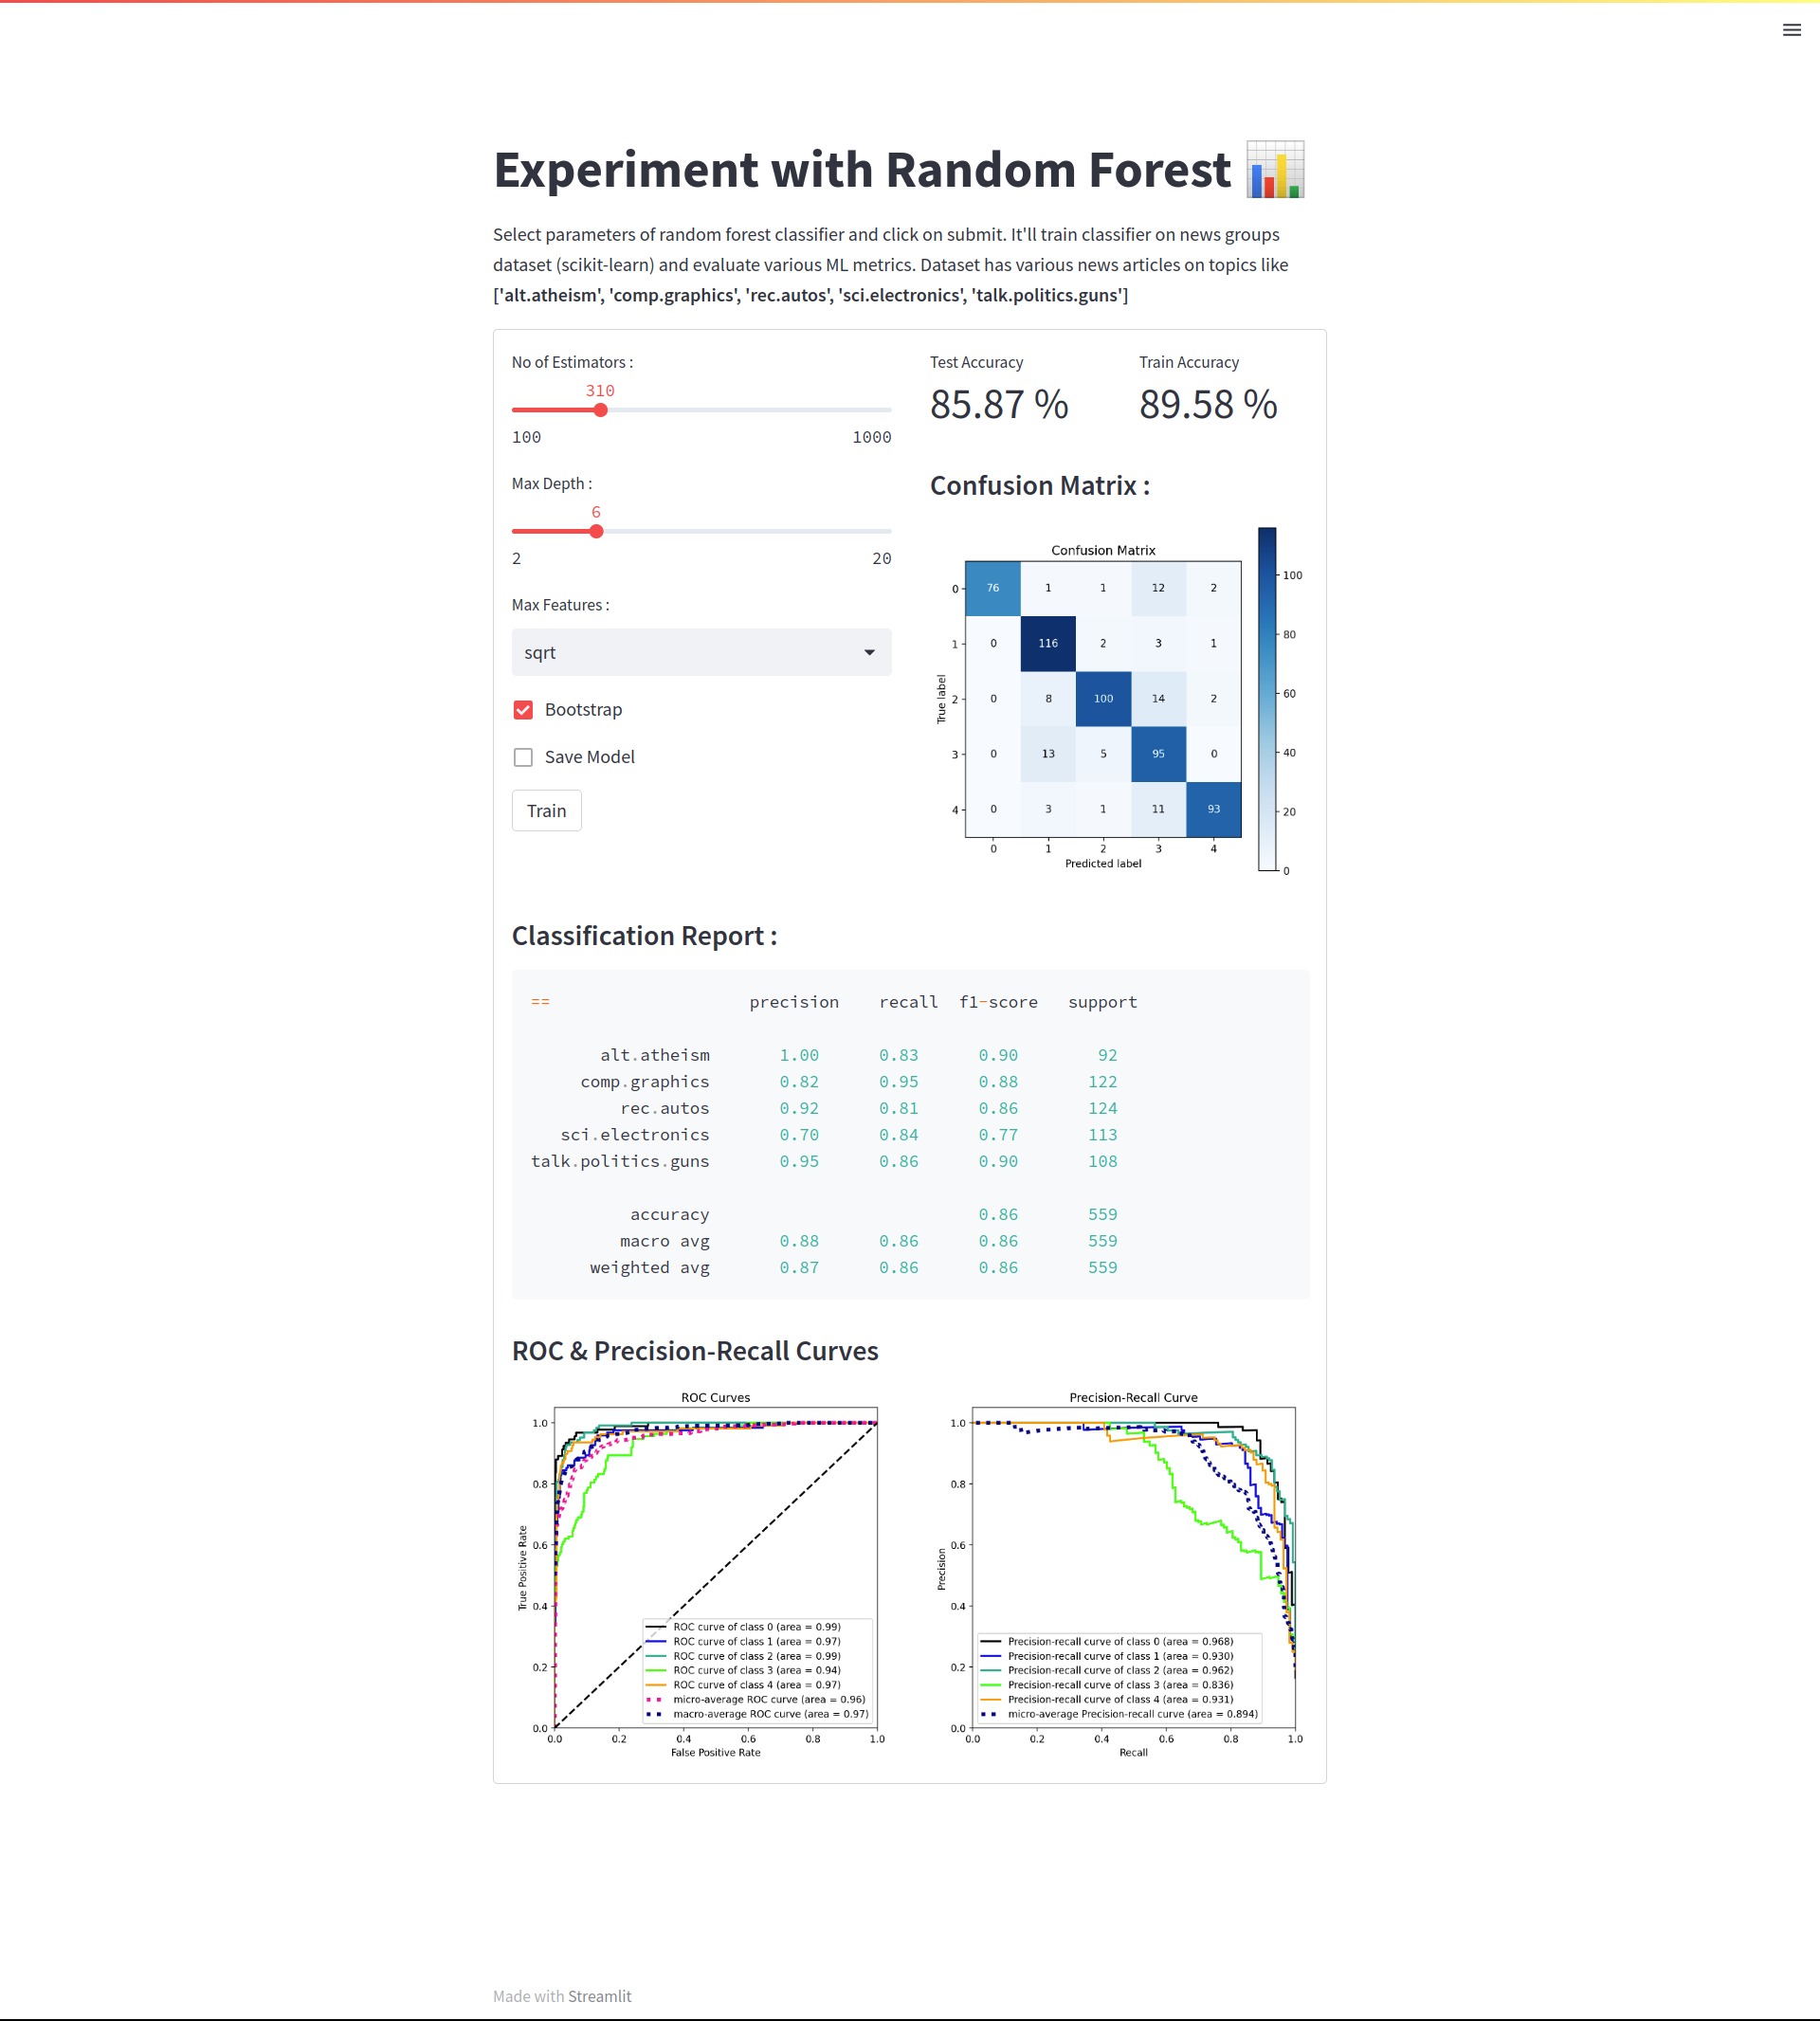 Experiment with Random Forest
Select parameters of random forest classifier and click on submit. It'll train classifier on news groups
dataset (scikit-learn) and evaluate various ML metrics. Dataset has various news articles on topics like
['alt.atheism', 'comp.graphics', 'rec.autos', 'sci.electronics', 'talk.politics.guns']
No of Estimators :
310
100 1000
Max Depth :
6
2 20
Max Features :
sqrt
Bootstrap
Save Model
Train
Test Accuracy
85.87 %
Train Accuracy
89.58 %
Confusion Matrix :
Confusion Matrix
True label
0 76 1 1 12 2
1 0 116 2 3 1
2 0 8 100 14 2
3 0 13 5 95 0
4 0 3 1 11 93
0 1 2 3 4
Predicted label
100
80
60
40
20
0
Classification Report :
== precision recall f1-score support
alt.atheism 1.00 0.83 0.90 92
comp.graphics 0.82 0.95 0.88 122
rec.autos 0.92 0.81 0.86 124
sci.electronics 0.70 0.84 0.77 113
talk.politics.guns 0.95 0.86 0.90 108
accuracy 0.86 559
macro avg 0.88 0.86 0.86 559
weighted avg 0.87 0.86 0.86 559
ROC & Precision-Recall Curves
ROC Curves
True Positive Rate
1.0
0.8
0.6
0.4
0.2
0.0
ROC curve of class 0 (area = 0.99)
ROC curve of class 1 (area = 0.97)
ROC curve of class 2 (area = 0.99)
ROC curve of class 3 (area = 0.94)
ROC curve of class 4 (area = 0.97)
micro-average ROC curve (area = 0.96)
macro-average ROC curve (area = 0.97)
0.0 0.2 0.4 0.6 0.8 1.0
False Positive Rate
Precision-Recall Curve
Precision
1.0
0.8
0.6
0.4
0.2
0.0
Precision-recall curve of class 0 (area = 0.968)
Precision-recall curve of class 1 (area = 0.930)
Precision-recall curve of class 2 (area = 0.962)
Precision-recall curve of class 3 (area = 0.836)
Precision-recall curve of class 4 (area = 0.931)
micro-average Precision-recall curve (area = 0.894)
0.0 0.2 0.4 0.6 0.8 1.0
Recall
Made with Streamlit